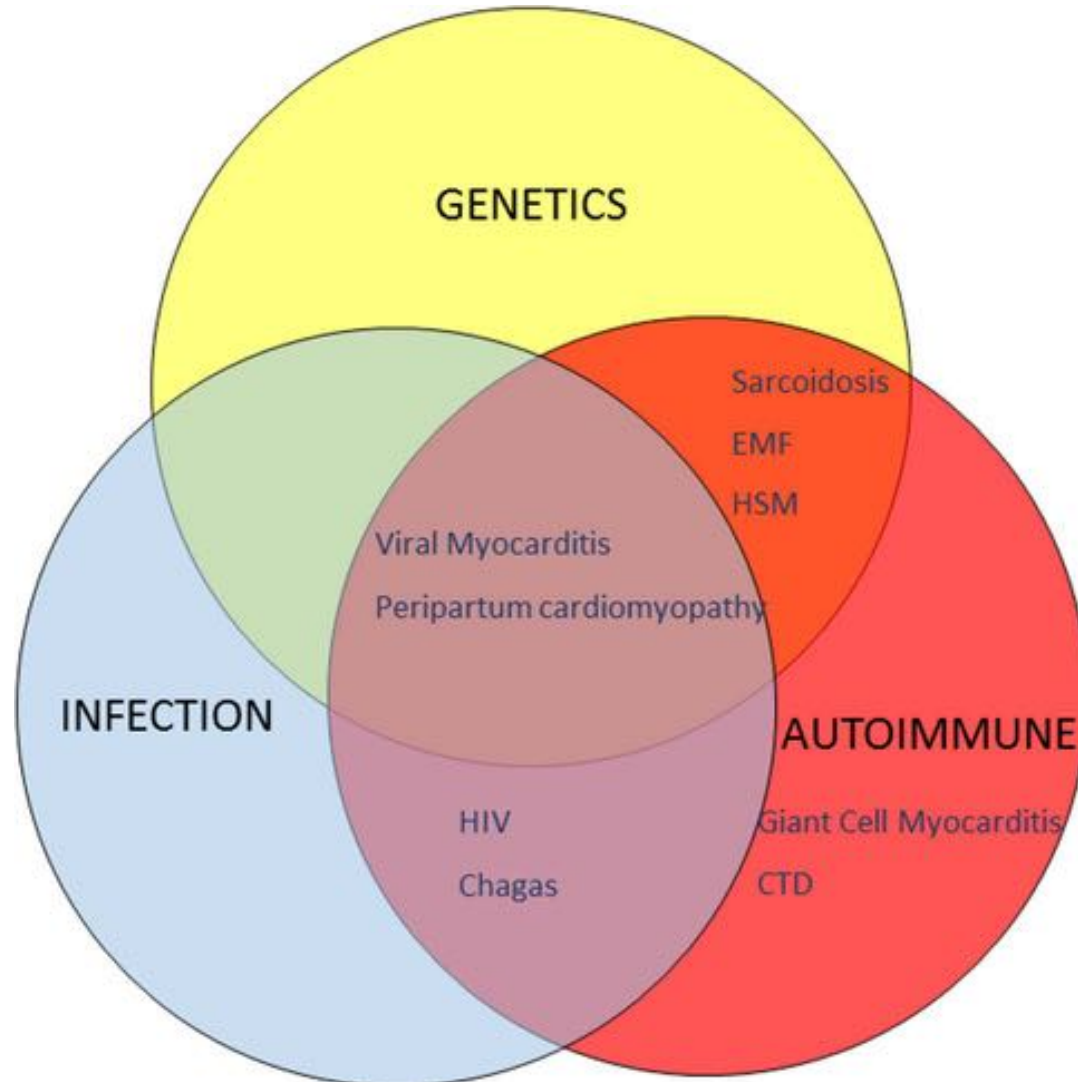 GENETICS
Sarcoidosis
EMF
HSM
Viral Myocarditis
Peripartum cardiomyopathy
INFECTION
AUTOIMMUNE
HIV
Chagas
Giant Cell Myocarditis
CTD